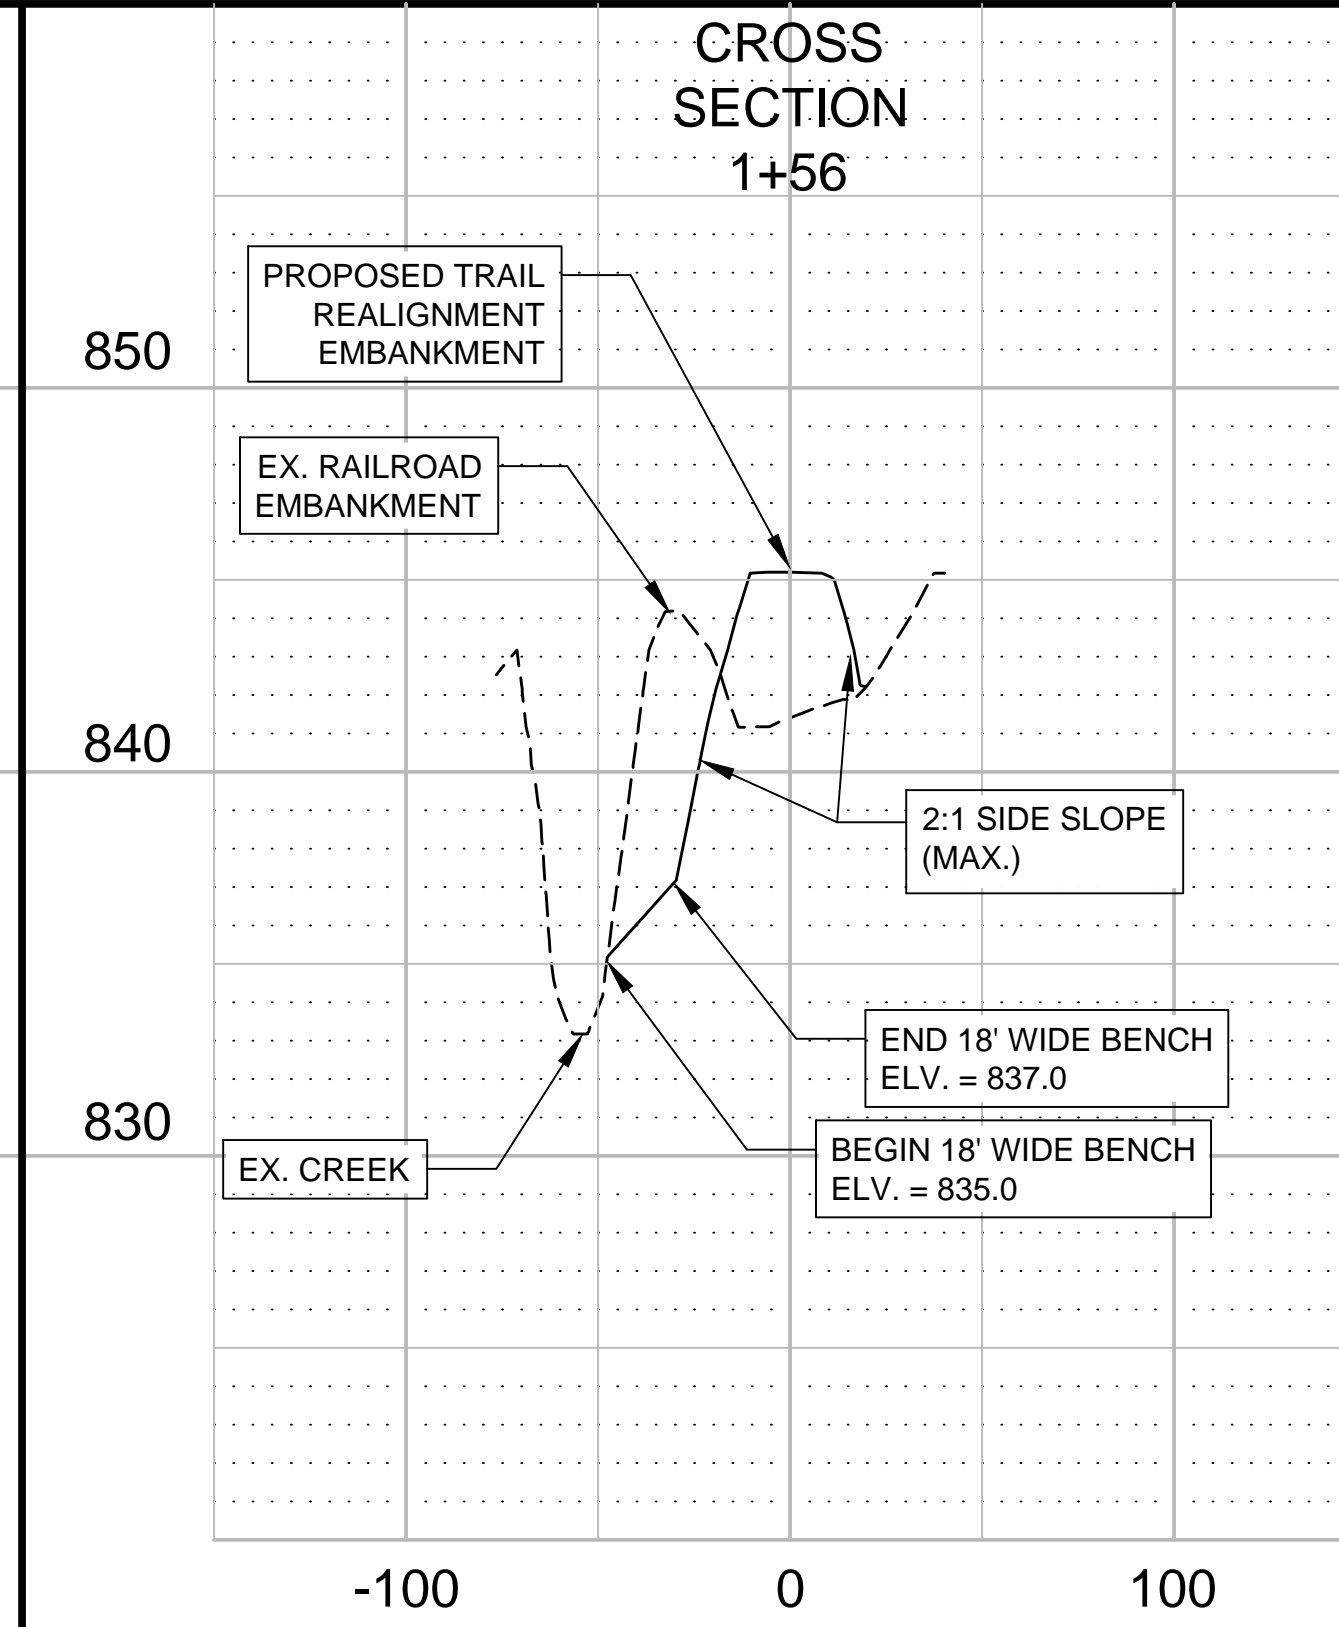 CROSS
SECTION
1+56
PROPOSED TRAIL
REALIGNMENT
EMBANKMENT
850
EX. RAILROAD
EMBANKMENT
840
2:1 SIDE SLOPE
(MAX.)
END 18' WIDE BENCH
ELV. = 837.0
830
BEGIN 18' WIDE BENCH
ELV. = 835.0
EX. CREEK
-100
0
100